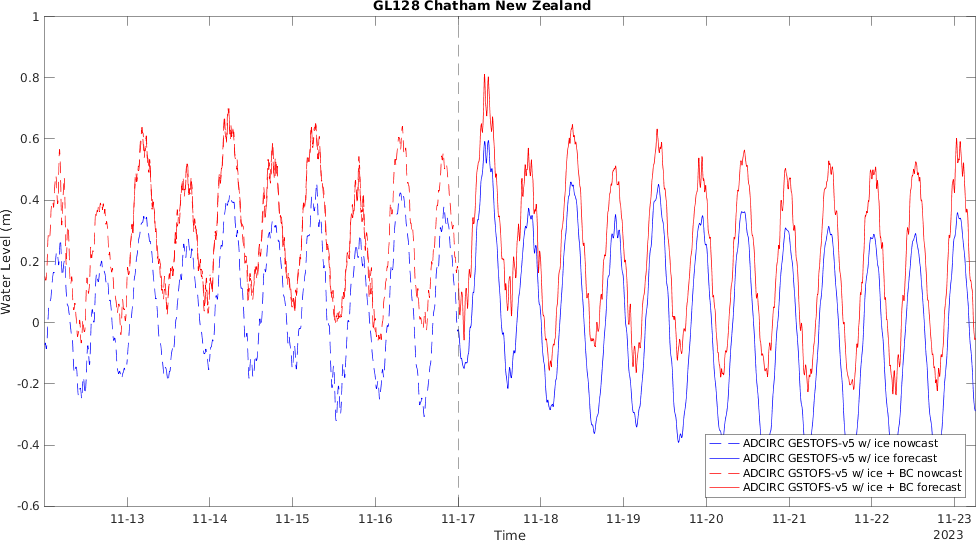 GL128 Chatham New Zealand
1
0.8
0.6
0.4
0.2
0
-0.2
-0.4
-0.6
Water Level (m)
ADCIRC GESTOFS-v5 w/ ice nowcast
ADCIRC GESTOFS-v5 w/ ice forecast
ADCIRC GSTOFS-v5 w/ ice + BC nowcast
ADCIRC GSTOFS-v5 w/ ice + BC forecast
11-13 11-14 11-15 11-16 11-17 11-18 11-19 11-20 11-21 11-22 11-23
Time
2023